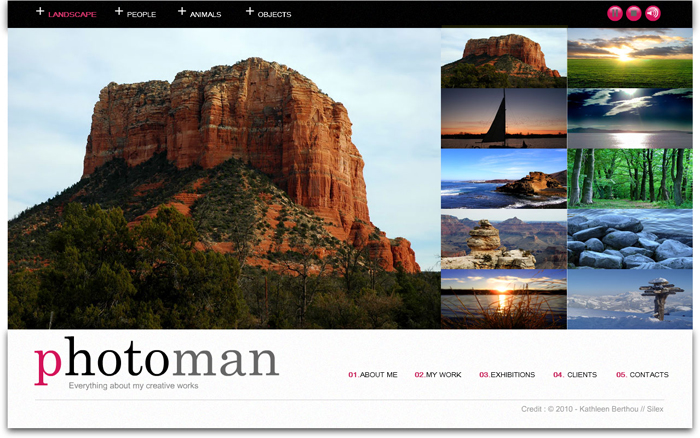 LANDSCAPE PEOPLE ANIMALS OBJECTS
photoman
Everything about my creative works
01.ABOUT ME 02.MY WORK 03.EXHIBITIONS 04. CLIENTS 05. CONTACTS
Credit : © 2010 - Kathleen Berthou // Silex